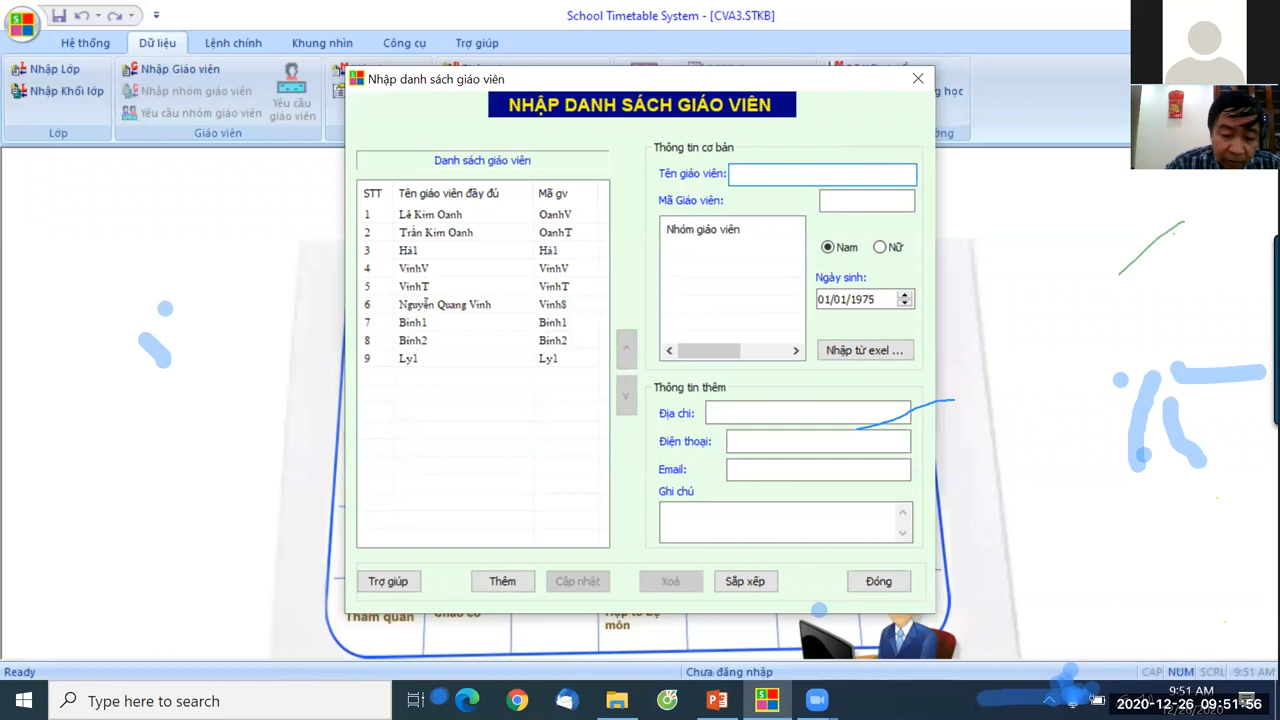 School Timetable System - [CVA3.STKB]
Hệ thống Dữ liệu Lệnh chính Khung nhìn Công cụ Trợ giúp
Nhập Lớp
Nhập Khối lớp
Lớp
Nhập Giáo viên
Nhập nhóm giáo viên
Yêu cầu nhóm giáo viên
Yêu cầu
giáo viên
Giáo viên
Nhập danh sách giáo viên
NHẬP DANH SÁCH GIÁO VIÊN
Danh sách giáo viên
STT Tên giáo viên đầy đủ Mã gv
1 Lê Kim Oanh OanhV
2 Trần Kim Oanh OanhT
3 Hà1 Hà1
4 VinhV VinhV
5 VinhT VinhT
6 Nguyễn Quang Vinh VinhS
7 Bình1 Bình1
8 Bình2 Bình2
9 Ly1 Ly1
Thông tin cơ bản
Tên giáo viên:
Mã Giáo viên:
Nhóm giáo viên
Nam Nữ
Ngày sinh:
01/01/1975
Nhập từ exel ...
Thông tin thêm
Địa chỉ:
Điện thoại:
Email:
Ghi chú
Trợ giúp Thêm Cập nhật Xoá Sắp xếp Đóng
Tham quan
môn
Ready Chưa đăng nhập CAP NUM SCRL 9:51 AM
Type here to search
9:51 AM
2020-12-26 09:51:56